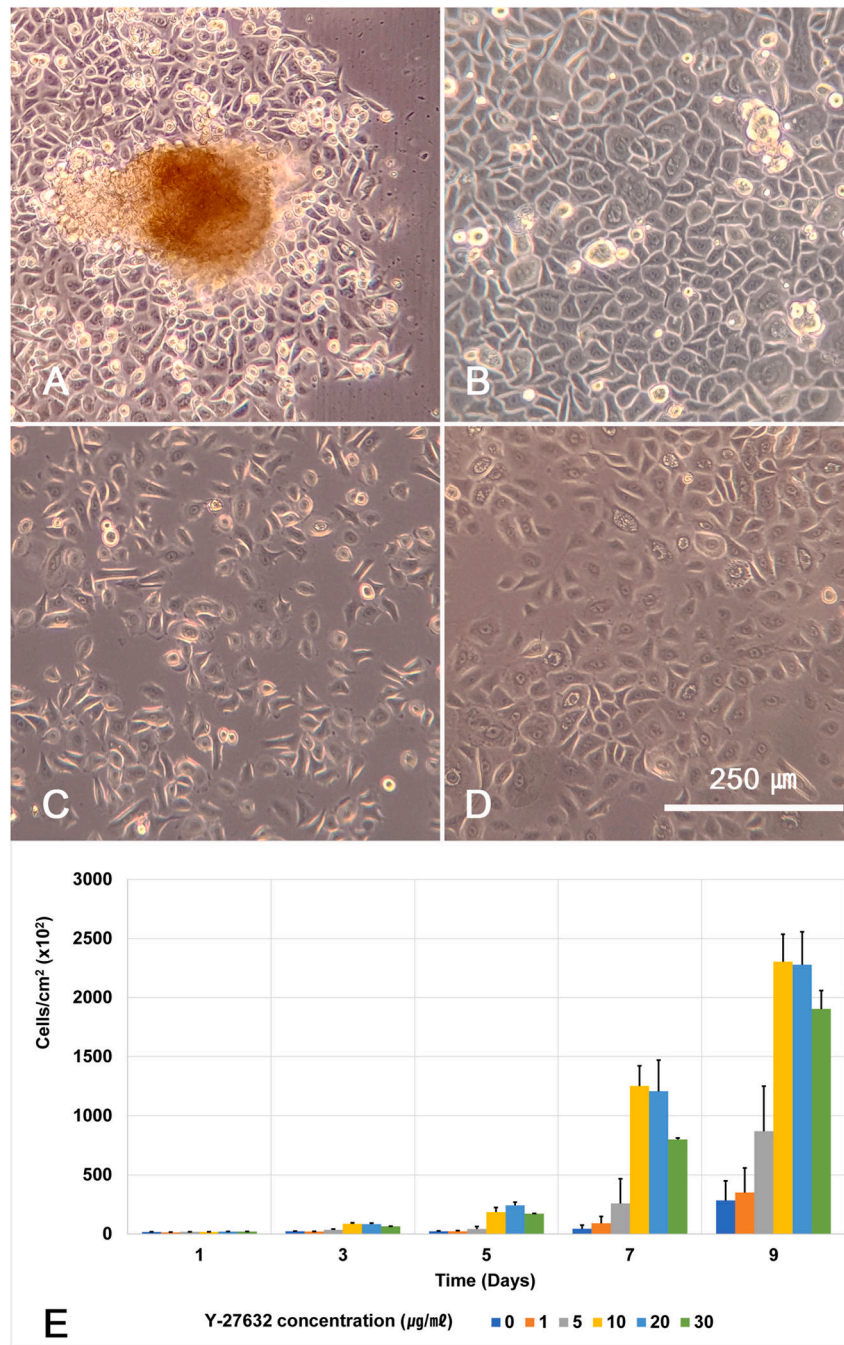 A
B
C
D
250 ㎛
3000
2500
2000
1500
1000
500
0
Cells/cm² (x10²)
1 3 5 7 9
Time (Days)
E
Y-27632 concentration (㎍/㎖) 0 1 5 10 20 30